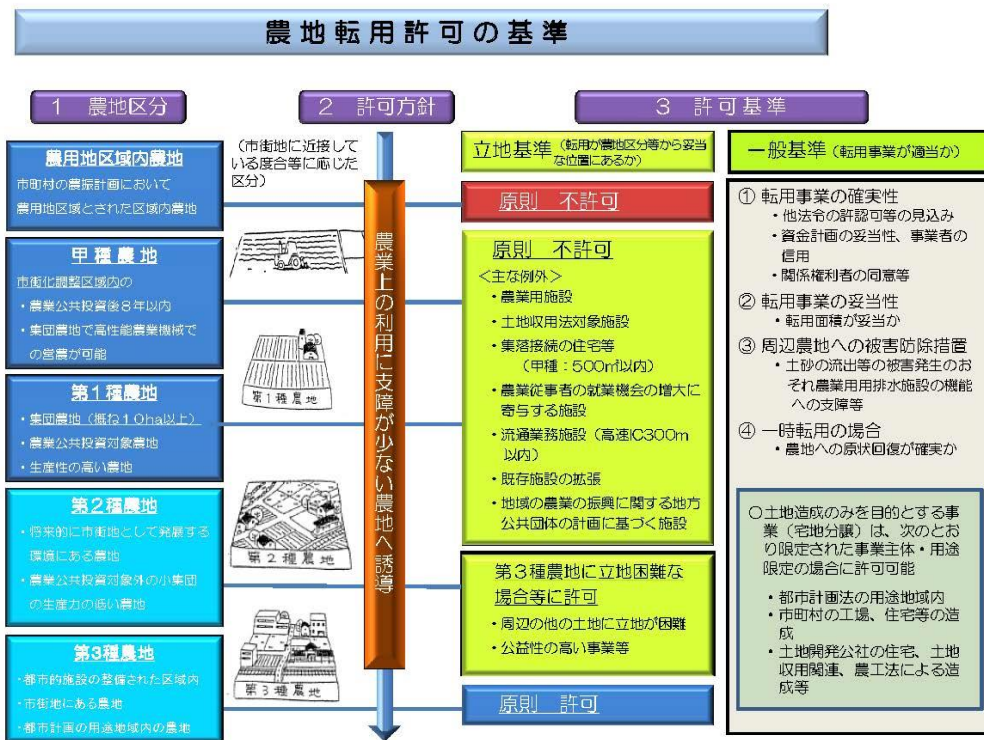 農地転用許可の基準
1 農地区分
2 許可方針
3 許可基準
農用地区域内農地
市町村の農振計画において
農用地区域とされた区域内農地
甲種農地
市街化調整区域内の
・農業公共投資後8年以内
・集団農地で高性能農業機械で
の営農が可能
第1種農地
・集団農地（概ね10ha以上）
・農業公共投資対象農地
・生産性の高い農地
第2種農地
・将来的に市街地として発展する
環境にある農地
・農業公共投資対象外の小集団
の生産力の低い農地
第3種農地
・都市的施設の整備された区域内
・市街地にある農地
・都市計画の用途地域内の農地
（市街地に近接して
いる度合等に応じた
区分）
第1種農地
第2種農地
第3種農地
農業上の利用に支障が少ない農地へ誘導
立地基準（転用が農地区分等から妥当
な位置にあるか）
原則 不許可
原則 不許可
＜主な例外＞
・農業用施設
・土地収用法対象施設
・集落接続の住宅等
（甲種：500㎡以内）
・農業従事者の就業機会の増大に
寄与する施設
・流通業務施設（高速IC300m
以内）
・既存施設の拡張
・地域の農業の振興に関する地方
公共団体の計画に基づく施設
第3種農地に立地困難な
場合等に許可
・周辺の他の土地に立地が困難
・公益性の高い事業等
原則 許可
一般基準（転用事業が適当か）
① 転用事業の確実性
・他法令の許認可等の見込み
・資金計画の妥当性、事業者の
信用
・関係権利者の同意等
② 転用事業の妥当性
・転用面積が妥当か
③ 周辺農地への被害防除措置
・土砂の流出等の被害発生のお
それ農業用用排水施設の機能
への支障等
④ 一時転用の場合
・農地への原状回復が確実か
○土地造成のみを目的とする事
業（宅地分譲）は、次のとお
り限定された事業主体・用途
限定の場合に許可可能
・都市計画法の用途地域内
・市町村の工場、住宅等の造
成
・土地開発公社の住宅、土地
収用関連、農工法による造
成等